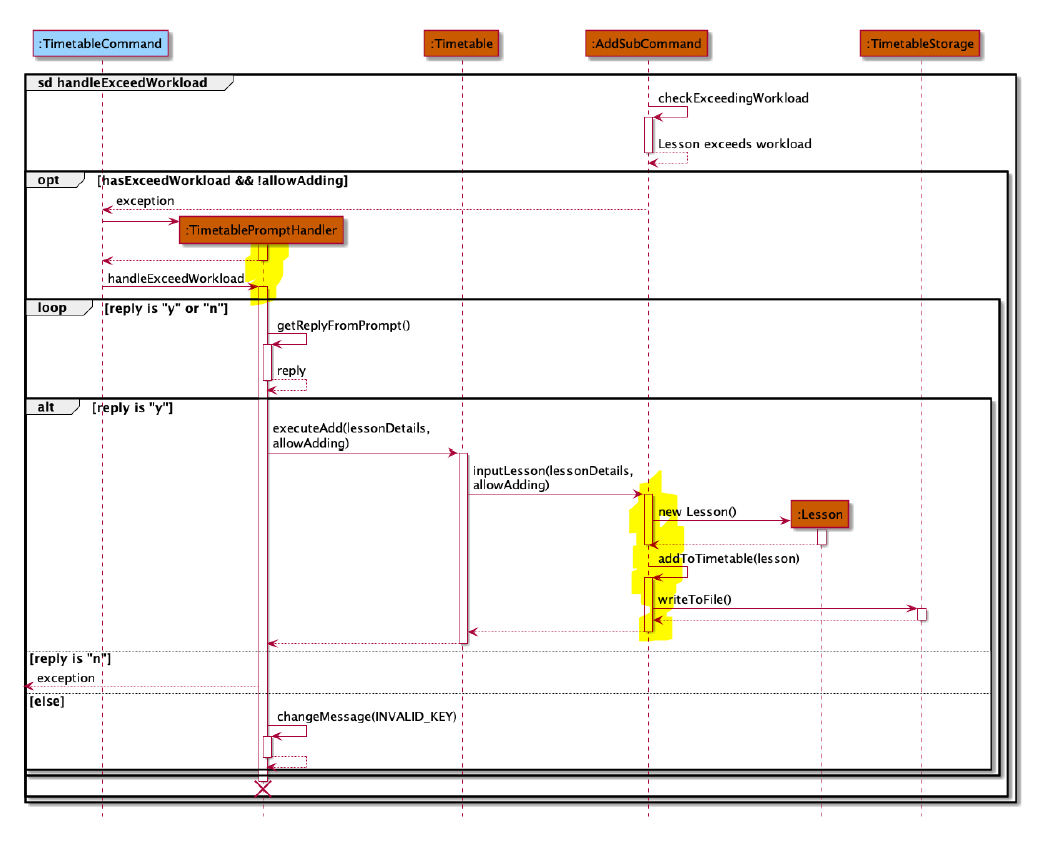 :TimetableCommand
:Timetable
:AddSubCommand
:TimetableStorage
sd handleExceedWorkload
checkExceedingWorkload
Lesson exceeds workload
opt
[hasExceedWorkload && !allowAdding]
exception
:TimetablePromptHandler
handleExceedWorkload
loop
[reply is "y" or "n"]
getReplyFromPrompt()
reply
alt
[reply is "y"]
executeAdd(lessonDetails,
allowAdding)
inputLesson(lessonDetails,
allowAdding)
new Lesson()
:Lesson
addToTimetable(lesson)
writeToFile()
[reply is "n"]
exception
[else]
changeMessage(INVALID_KEY)